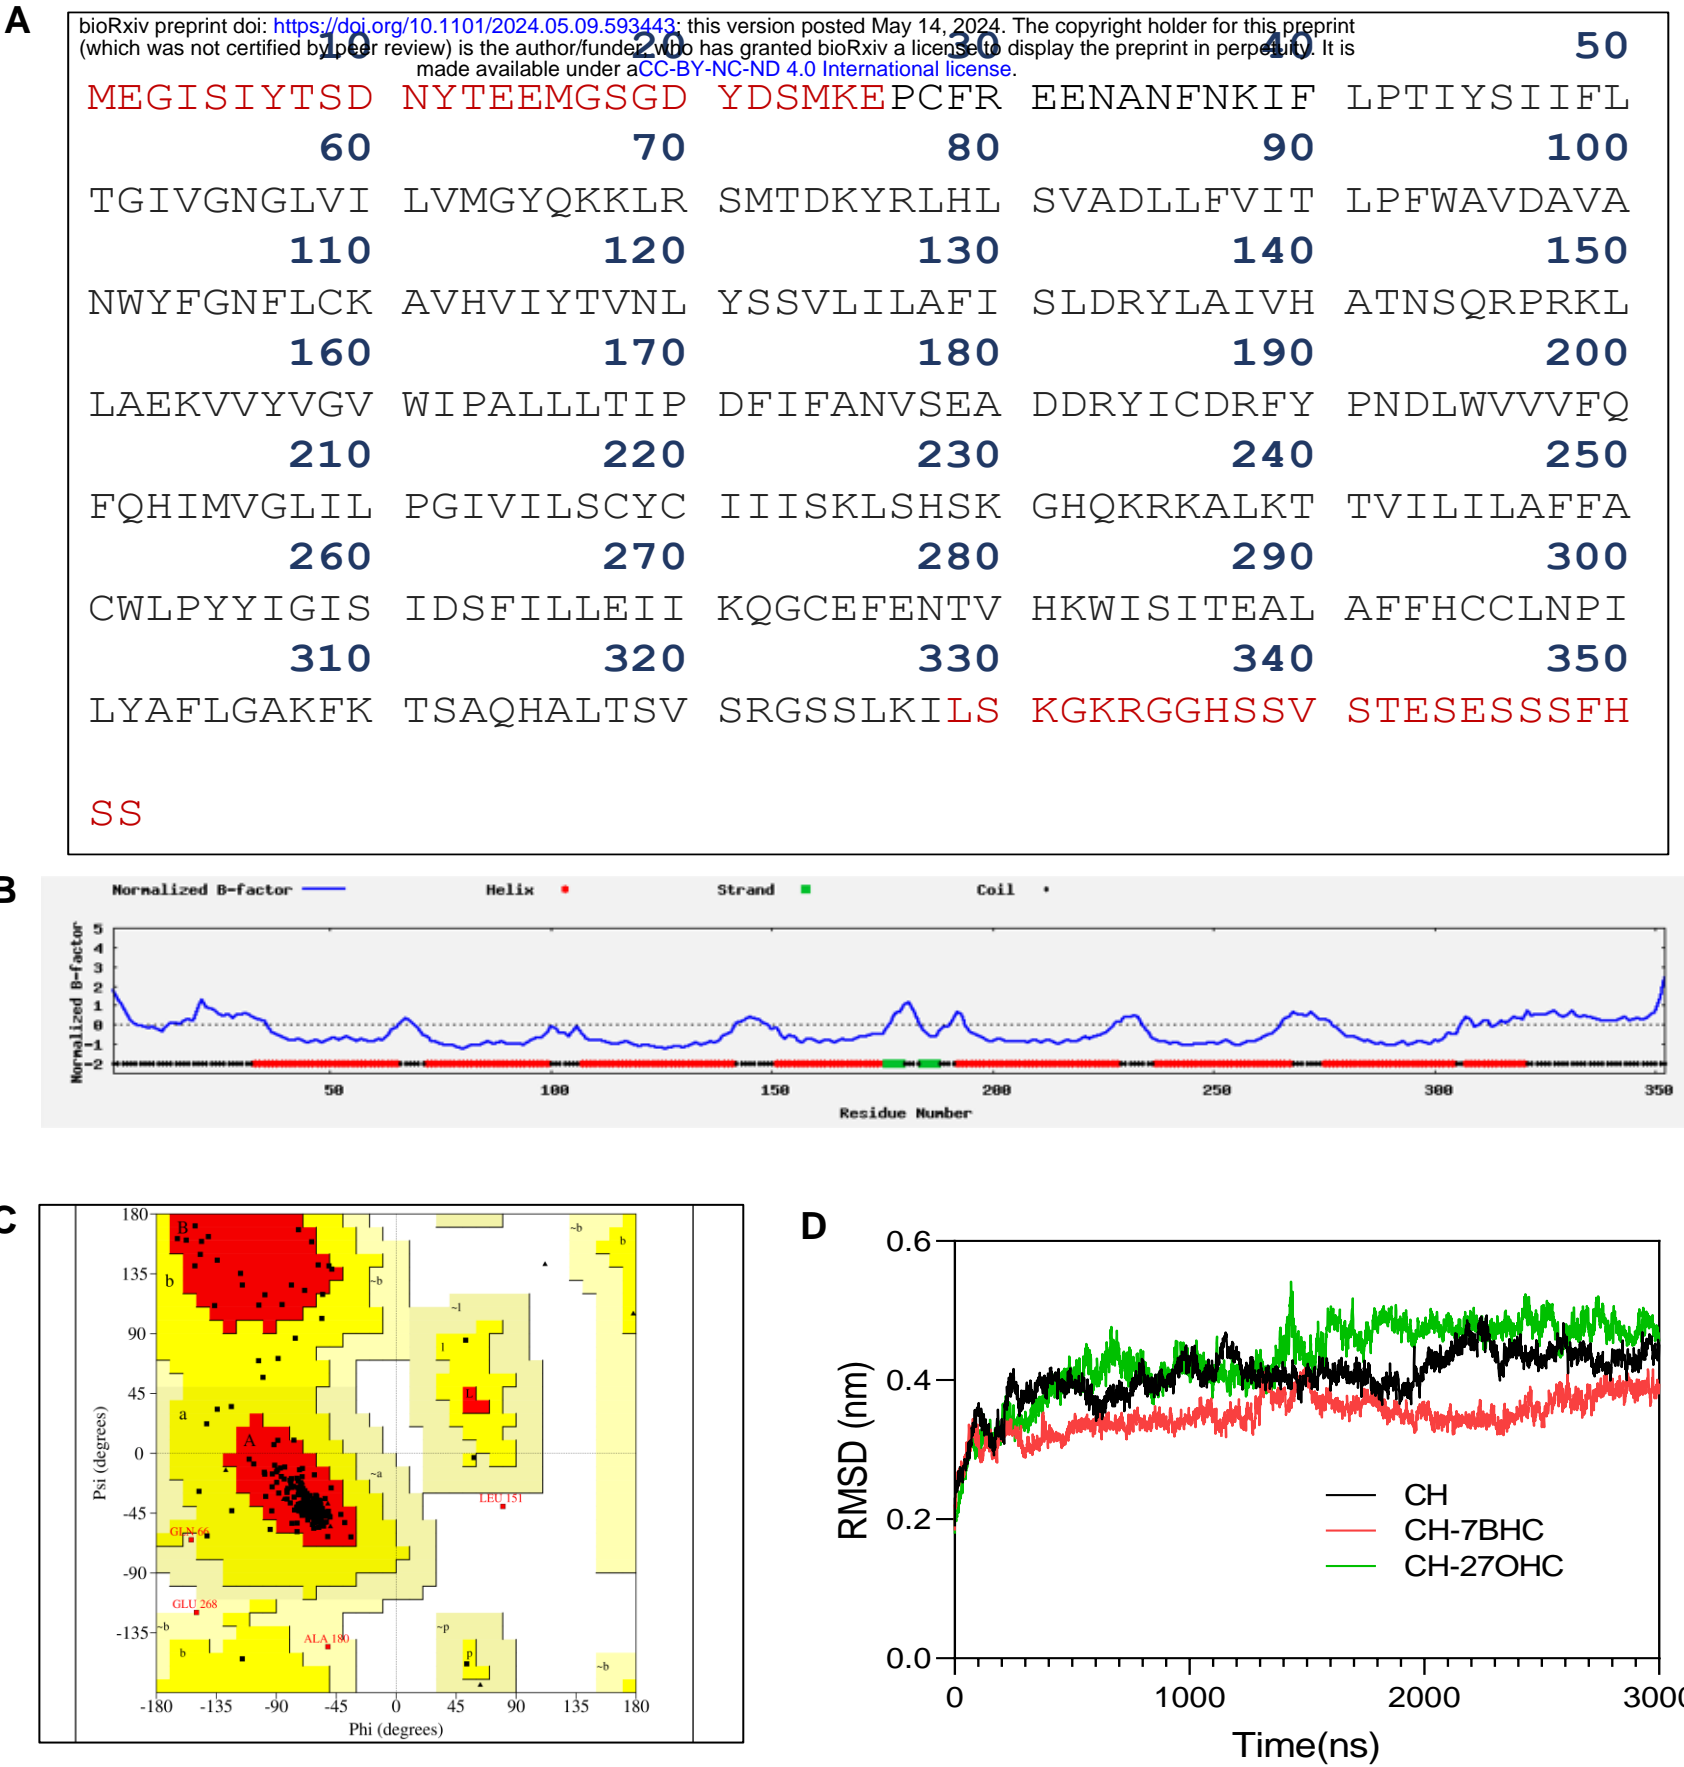 A
bioRxiv preprint doi: https://doi.org/10.1101/2024.05.09.593443; this version posted May 14, 2024. The copyright holder for this preprint
(which was not certified by peer review) is the author/funder, who has granted bioRxiv a license to display the preprint in perpetuity. It is
made available under aCC-BY-NC-ND 4.0 International license.
10 20 30 40 50
MEGISIYTSD NYTEEMGSGD YDSMKEPCFR EENANFNKIF LPTIYSIIFL
60 70 80 90 100
TGIVGNGLVI LVMGYQKKLR SMTDKYRLHL SVADLLFVIT LPFWAVDAVA
110 120 130 140 150
NWYFGNFLCK AVHVIYTVNL YSSVLILAFI SLDRYLAIVH ATNSQRPRKL
160 170 180 190 200
LAEKVVYVGV WIPALLLTIP DFIFANVSEA DDRYICDRFY PNDLWVVVFQ
210 220 230 240 250
FQHIMVGLIL PGIVILSCYC IIISKLSHSK GHQKRKALKT TVILILAFFA
260 270 280 290 300
CWLPYYIGIS IDSFILLEII KQGCEFENTV HKWISITEAL AFFHCCLNPI
310 320 330 340 350
LYAFLGAKFK TSAQHALTSV SRGSSLKILS KGKRGGHSSV STESESSSFH
SS
B
Normalized B-factor Helix Strand Coil
Normalized B-factor
5
4
3
2
1
0
-1
-2
50 100 150 200 250 300 350
Residue Number
C
180
135
90
45
0
-45
-90
-135
Psi (degrees)
B
b
~b
~b
b
~l
l
L
a
A
~a
LEU 151
GLN 66
GLU 268
ALA 180
~b
b
~p
p
~b
-180 -135 -90 -45 0 45 90 135 180
Phi (degrees)
D
0.6
0.4
0.2
0.0
RMSD (nm)
CH
CH-7BHC
CH-27OHC
0 1000 2000 3000
Time(ns)